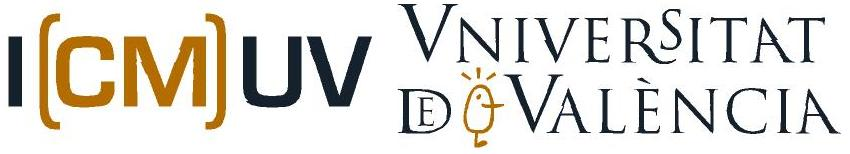 I(CM)UV
VNIVERSITAT
DE VALÈNCIA